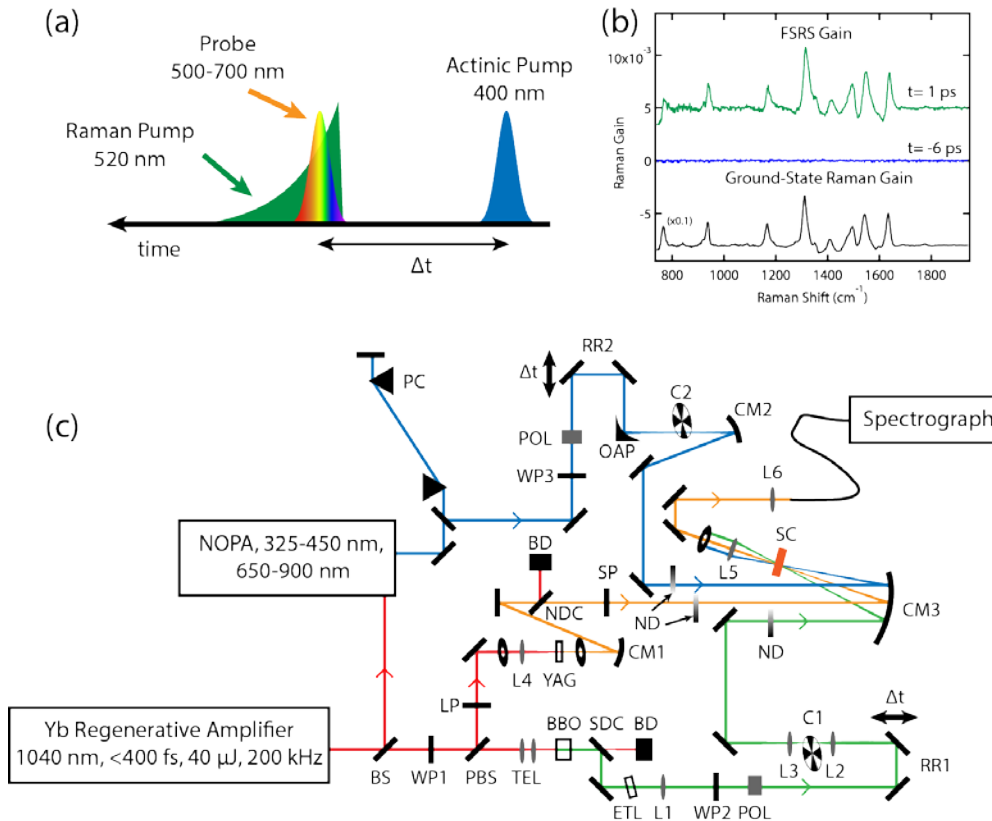 (a)
Probe
500-700 nm
Actinic Pump
400 nm
Raman Pump
520 nm
time
Δt
(b)
FSRS Gain
10x10⁻³
t= 1 ps
5
t= -6 ps
0
Raman Gain
Ground-State Raman Gain
-5
(x0.1)
800 1000 1200 1400 1600 1800
Raman Shift (cm⁻¹)
(c)
PC
Δt
RR2
C2
CM2
Spectrograph
POL
OAP
WP3
L6
SC
NOPA, 325-450 nm,
650-900 nm
BD
SP
L5
NDC
ND
CM3
CM1
ND
L4 YAG
LP
Yb Regenerative Amplifier
1040 nm, <400 fs, 40 μJ, 200 kHz
BBO SDC BD
C1
Δt
BS WP1 PBS TEL
L3 L2
RR1
ETL L1 WP2 POL